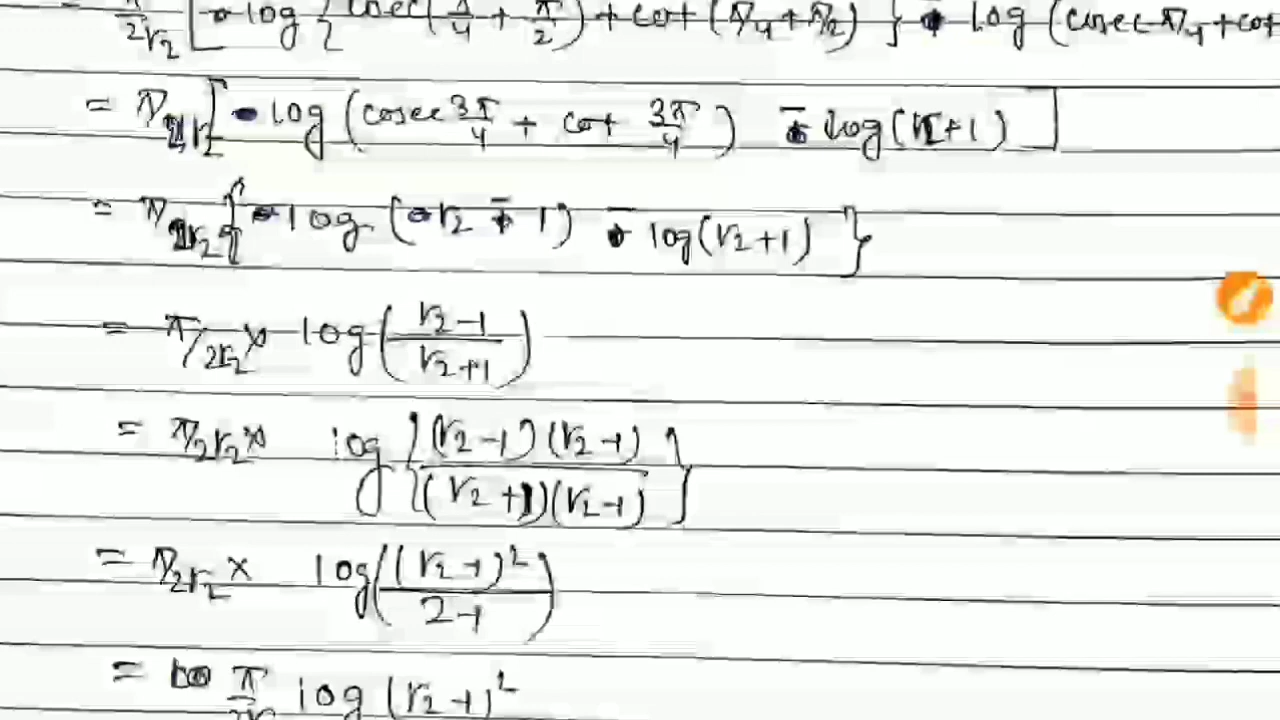 π/2√2 [ log { cosec(π/4 + π/2) + cot (π/4 + π/2) } - log (cosec π/4 + cot
= π/2√2 [ log (cosec 3π/4 + cot 3π/4) - log(√2+1) ]
= π/2√2 { log (√2 - 1) - log(√2+1) }
= π/2√2 × log (√2-1 / √2+1)
= π/2√2 × log { (√2-1)(√2-1) / (√2+1)(√2-1) }
= π/2√2 × log ( (√2-1)² / 2-1 )
= π/2√2 log (√2-1)²